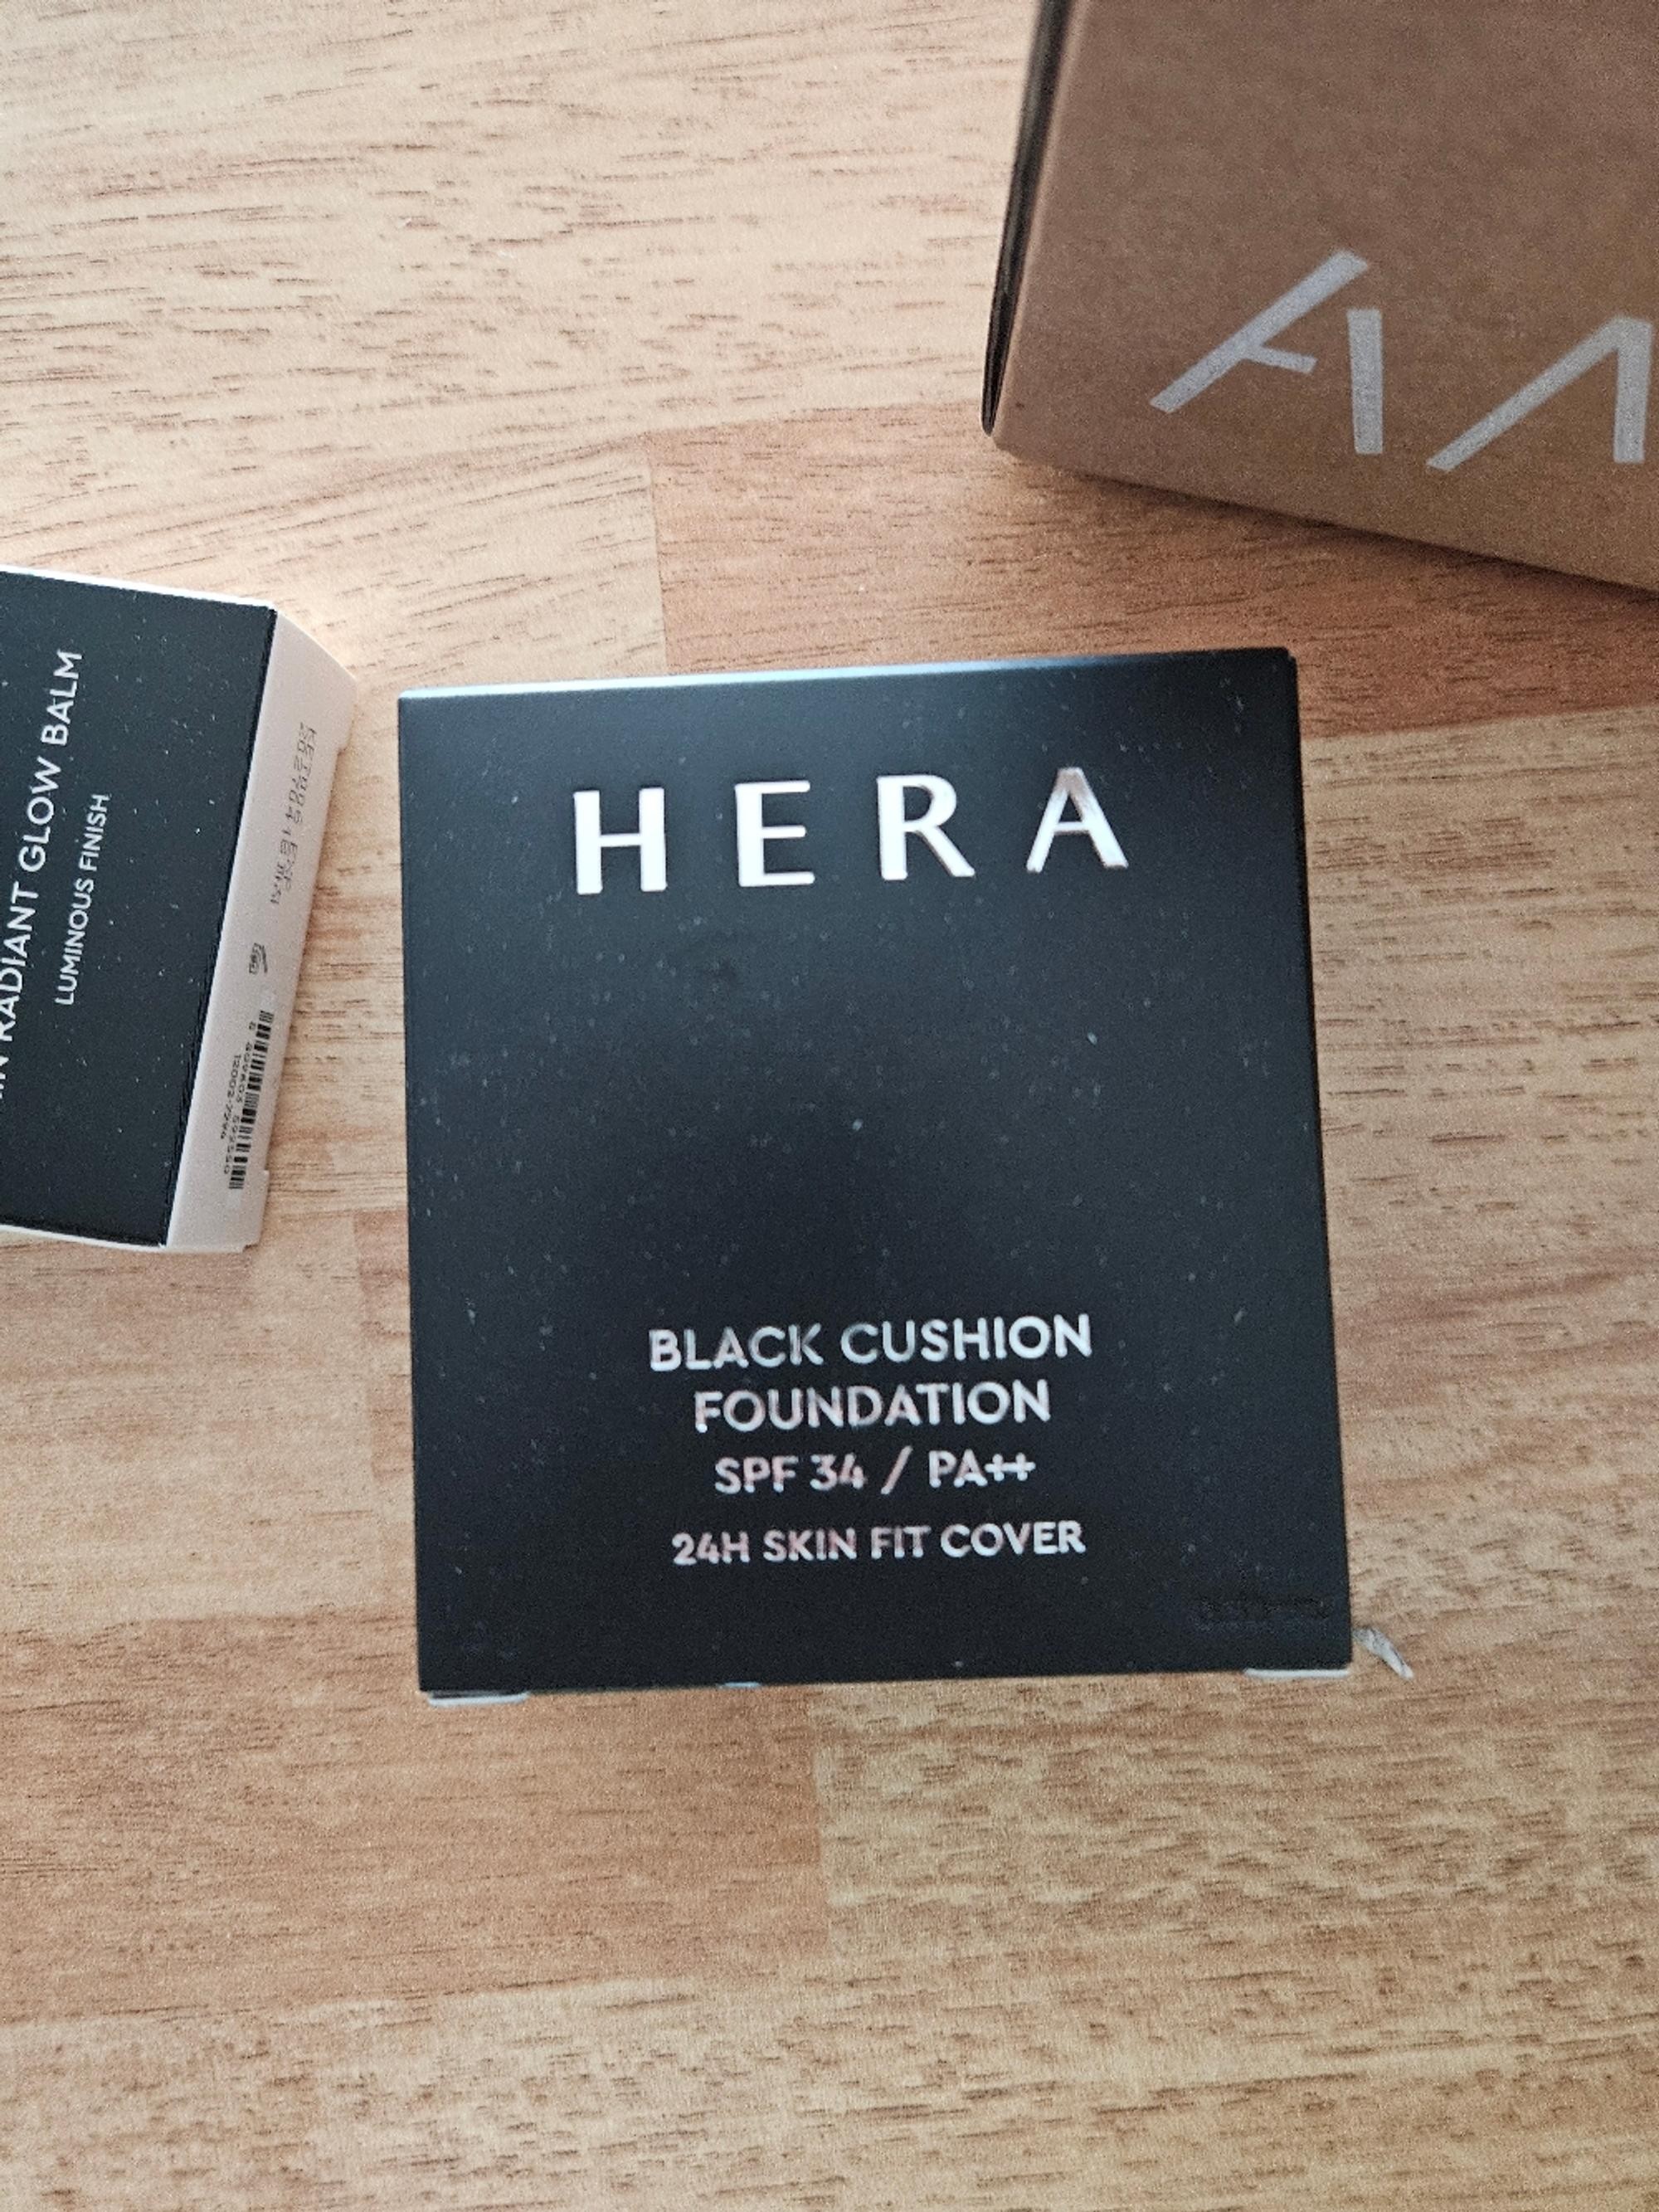 HERA
BLACK CUSHION
FOUNDATION
SPF 34 / PA++
24H SKIN FIT COVER
RADIANT GLOW BALM
LUMINOUS FINISH